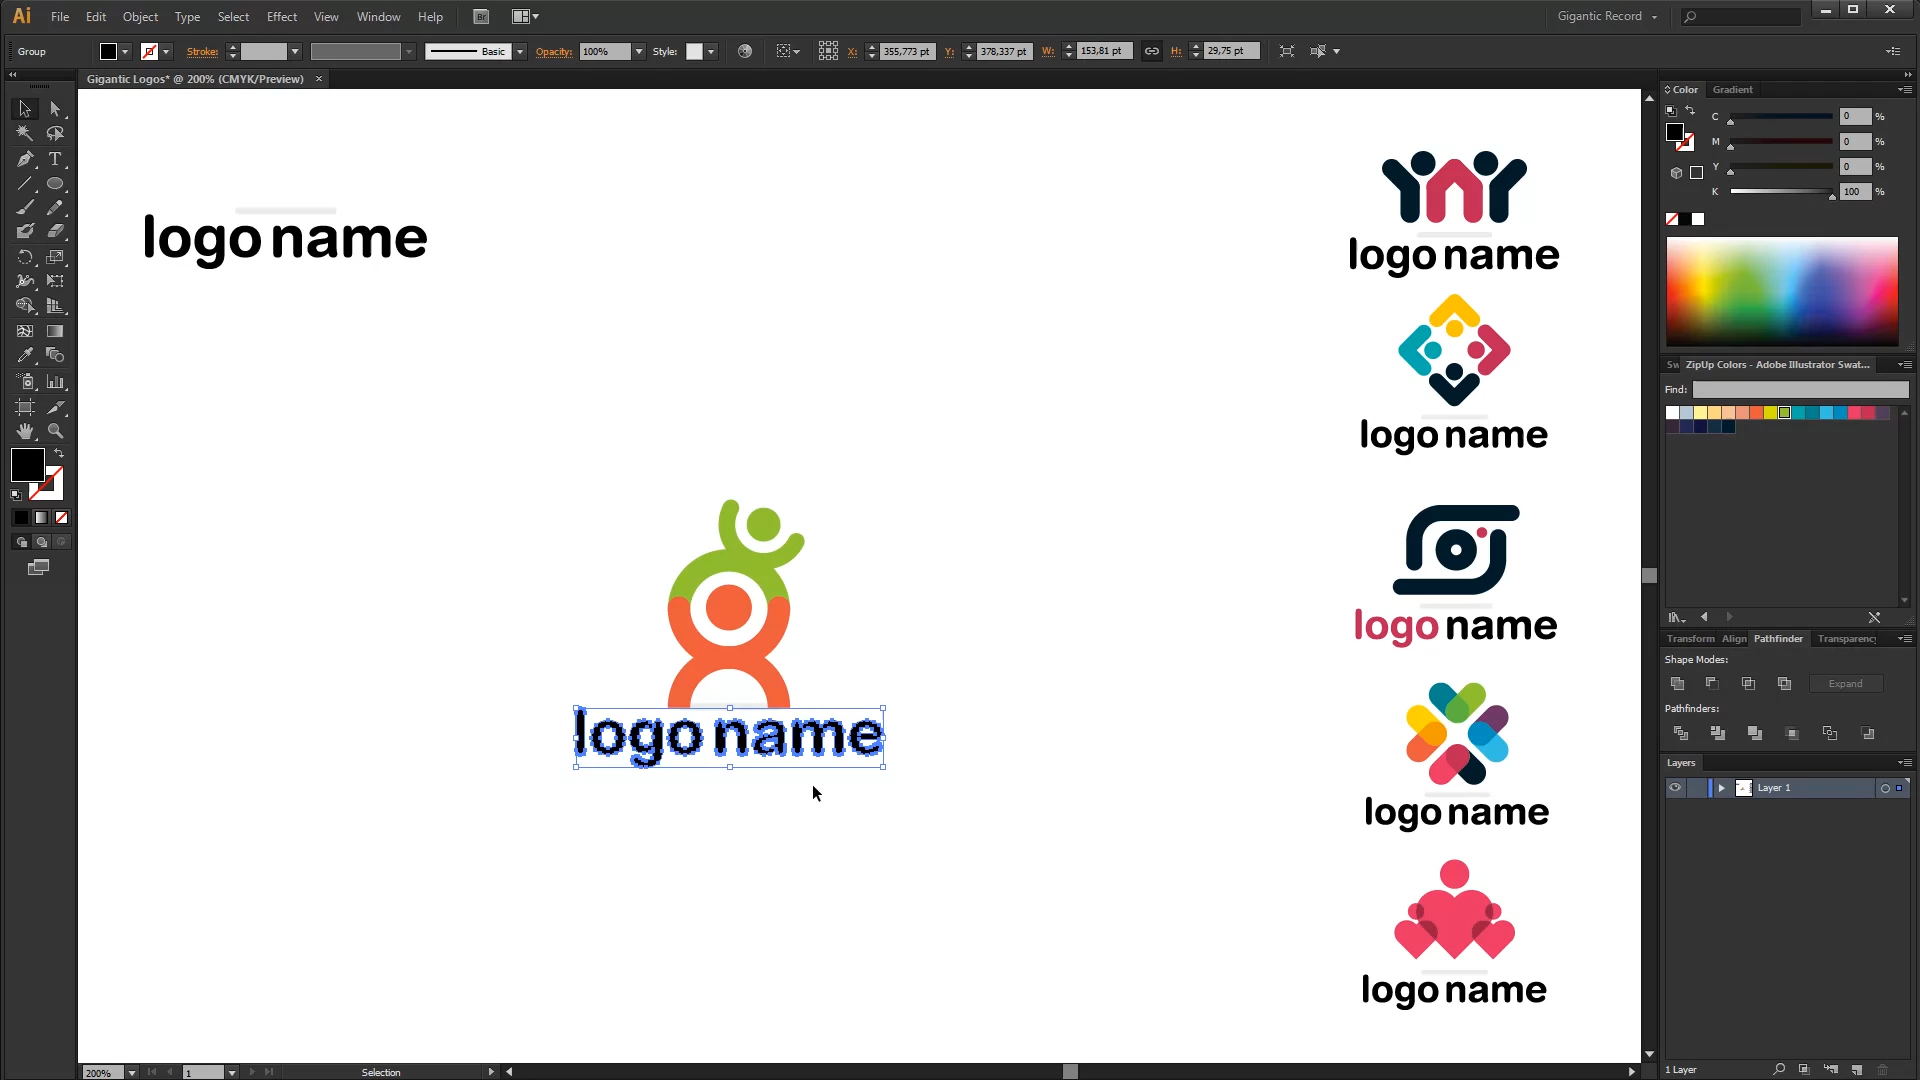 Ai File Edit Object Type Select Effect View Window Help Br Gigantic Record
Group Stroke: Basic Opacity: 100% Style: X: 355,773 pt Y: 378,337 pt W: 153,81 pt H: 29,75 pt
Gigantic Logos* @ 200% (CMYK/Preview) ×
Color Gradient
C 0 %
M 0 %
Y 0 %
K 100 %
ZipUp Colors - Adobe Illustrator Swat...
Find:
Transform Align Pathfinder Transparenc
Shape Modes:
Expand
Pathfinders:
Layers
Layer 1
1 Layer
logo name
logo name
logo name
logo name
logo name
logo name
logo name
200% 1 Selection